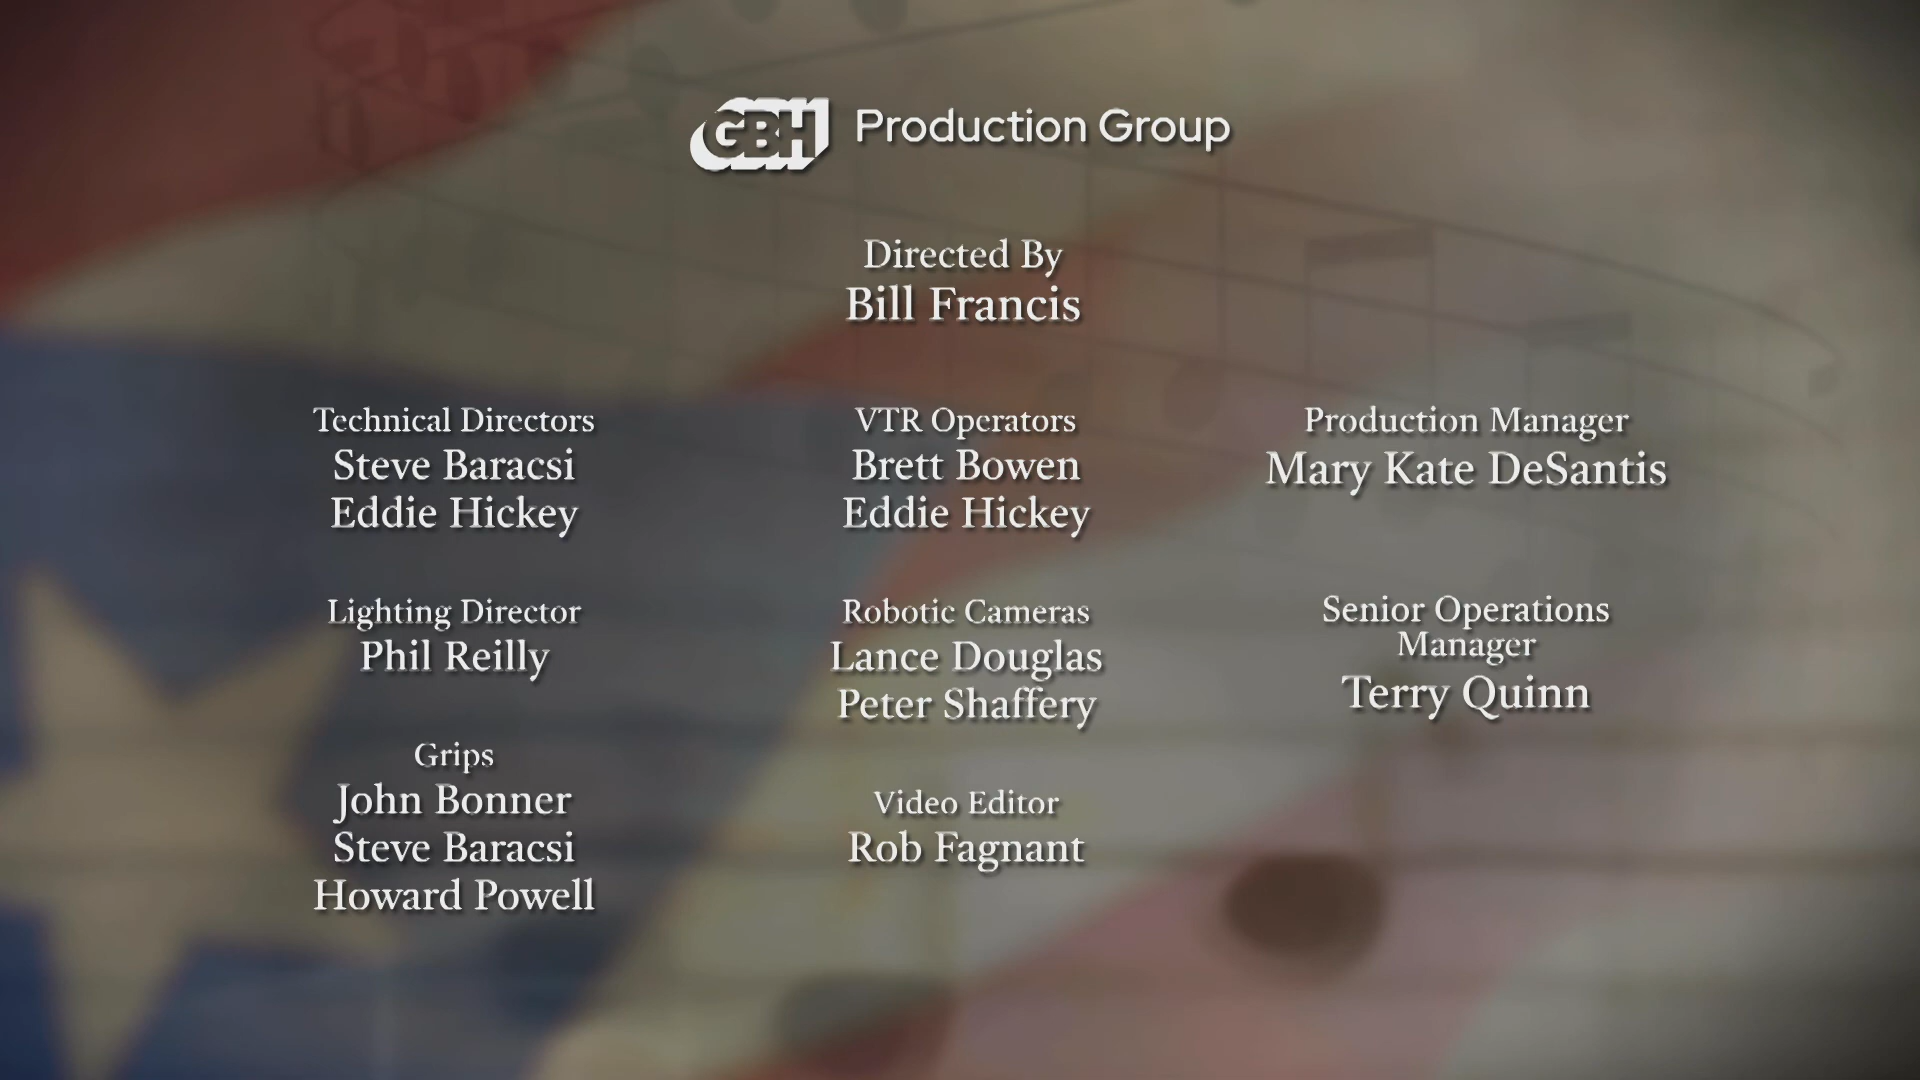 GBH Production Group
Directed By
Bill Francis
Technical Directors
Steve Baracsi
Eddie Hickey
Lighting Director
Phil Reilly
Grips
John Bonner
Steve Baracsi
Howard Powell
VTR Operators
Brett Bowen
Eddie Hickey
Robotic Cameras
Lance Douglas
Peter Shaffery
Video Editor
Rob Fagnant
Production Manager
Mary Kate DeSantis
Senior Operations
Manager
Terry Quinn